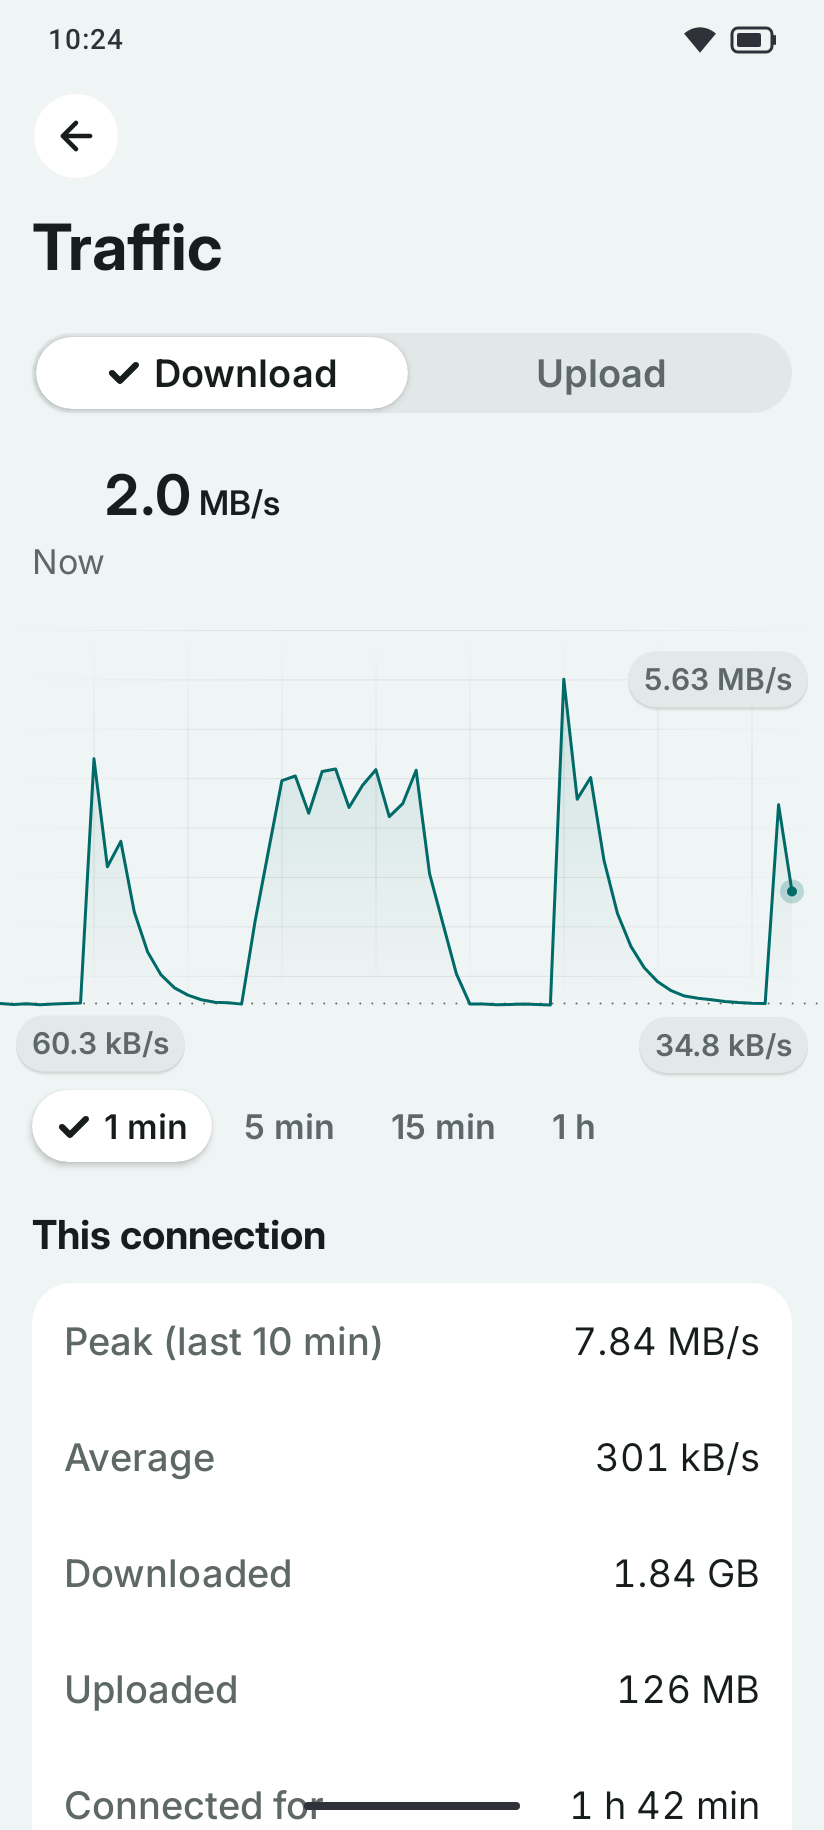 10:24
Traffic
Download
Upload
2.0 MB/s
Now
5.63 MB/s
60.3 kB/s
34.8 kB/s
1 min
5 min
15 min
1 h
This connection
Peak (last 10 min)
7.84 MB/s
Average
301 kB/s
Downloaded
1.84 GB
Uploaded
126 MB
Connected for
1 h 42 min